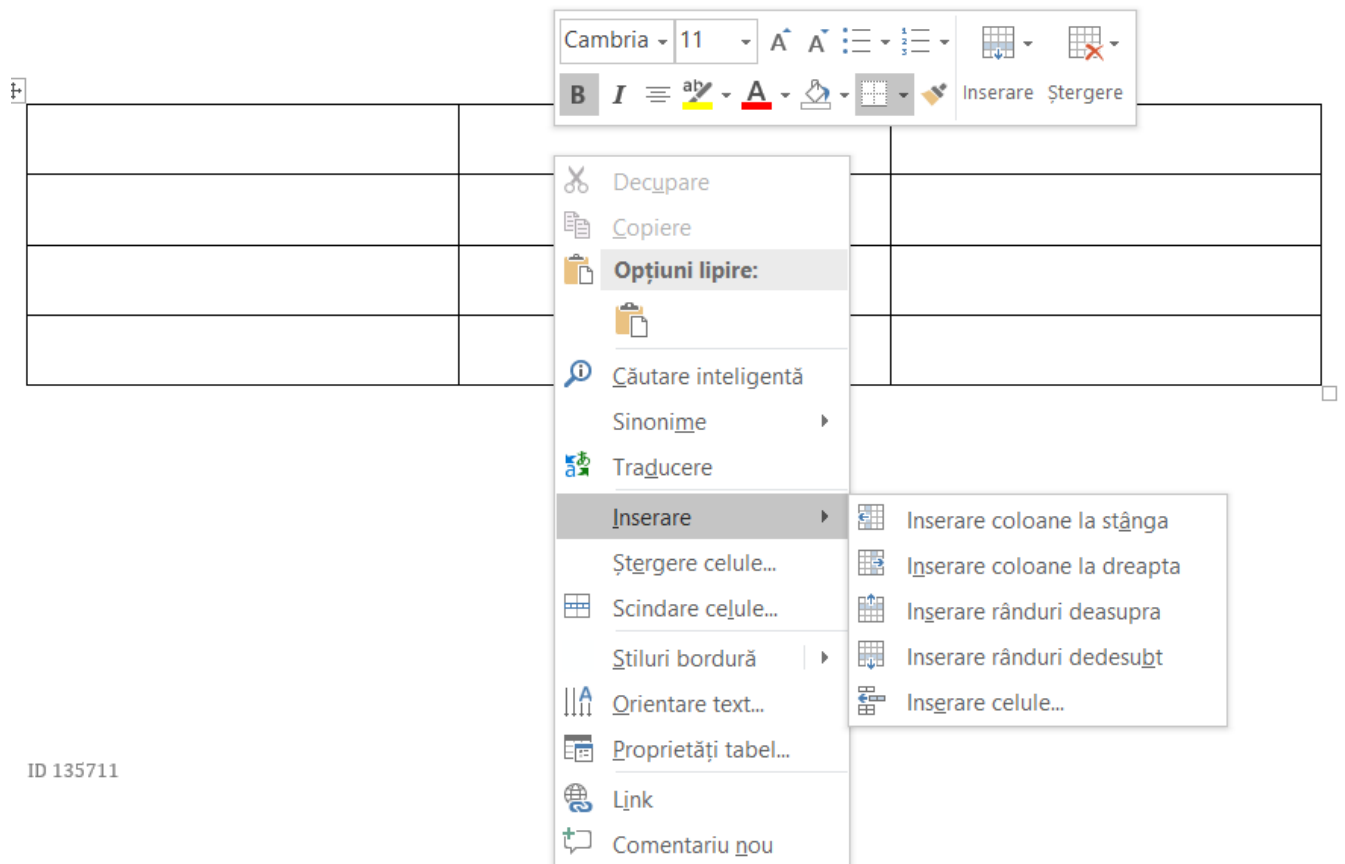 Cambria 11
Inserare Ștergere
Decupare
Copiere
Opțiuni lipire:
Căutare inteligentă
Sinonime
Traducere
Inserare
Ștergere celule...
Scindare celule...
Stiluri bordură
Orientare text...
Proprietăți tabel...
Link
Comentariu nou
Inserare coloane la stânga
Inserare coloane la dreapta
Inserare rânduri deasupra
Inserare rânduri dedesubt
Inserare celule...
ID 135711